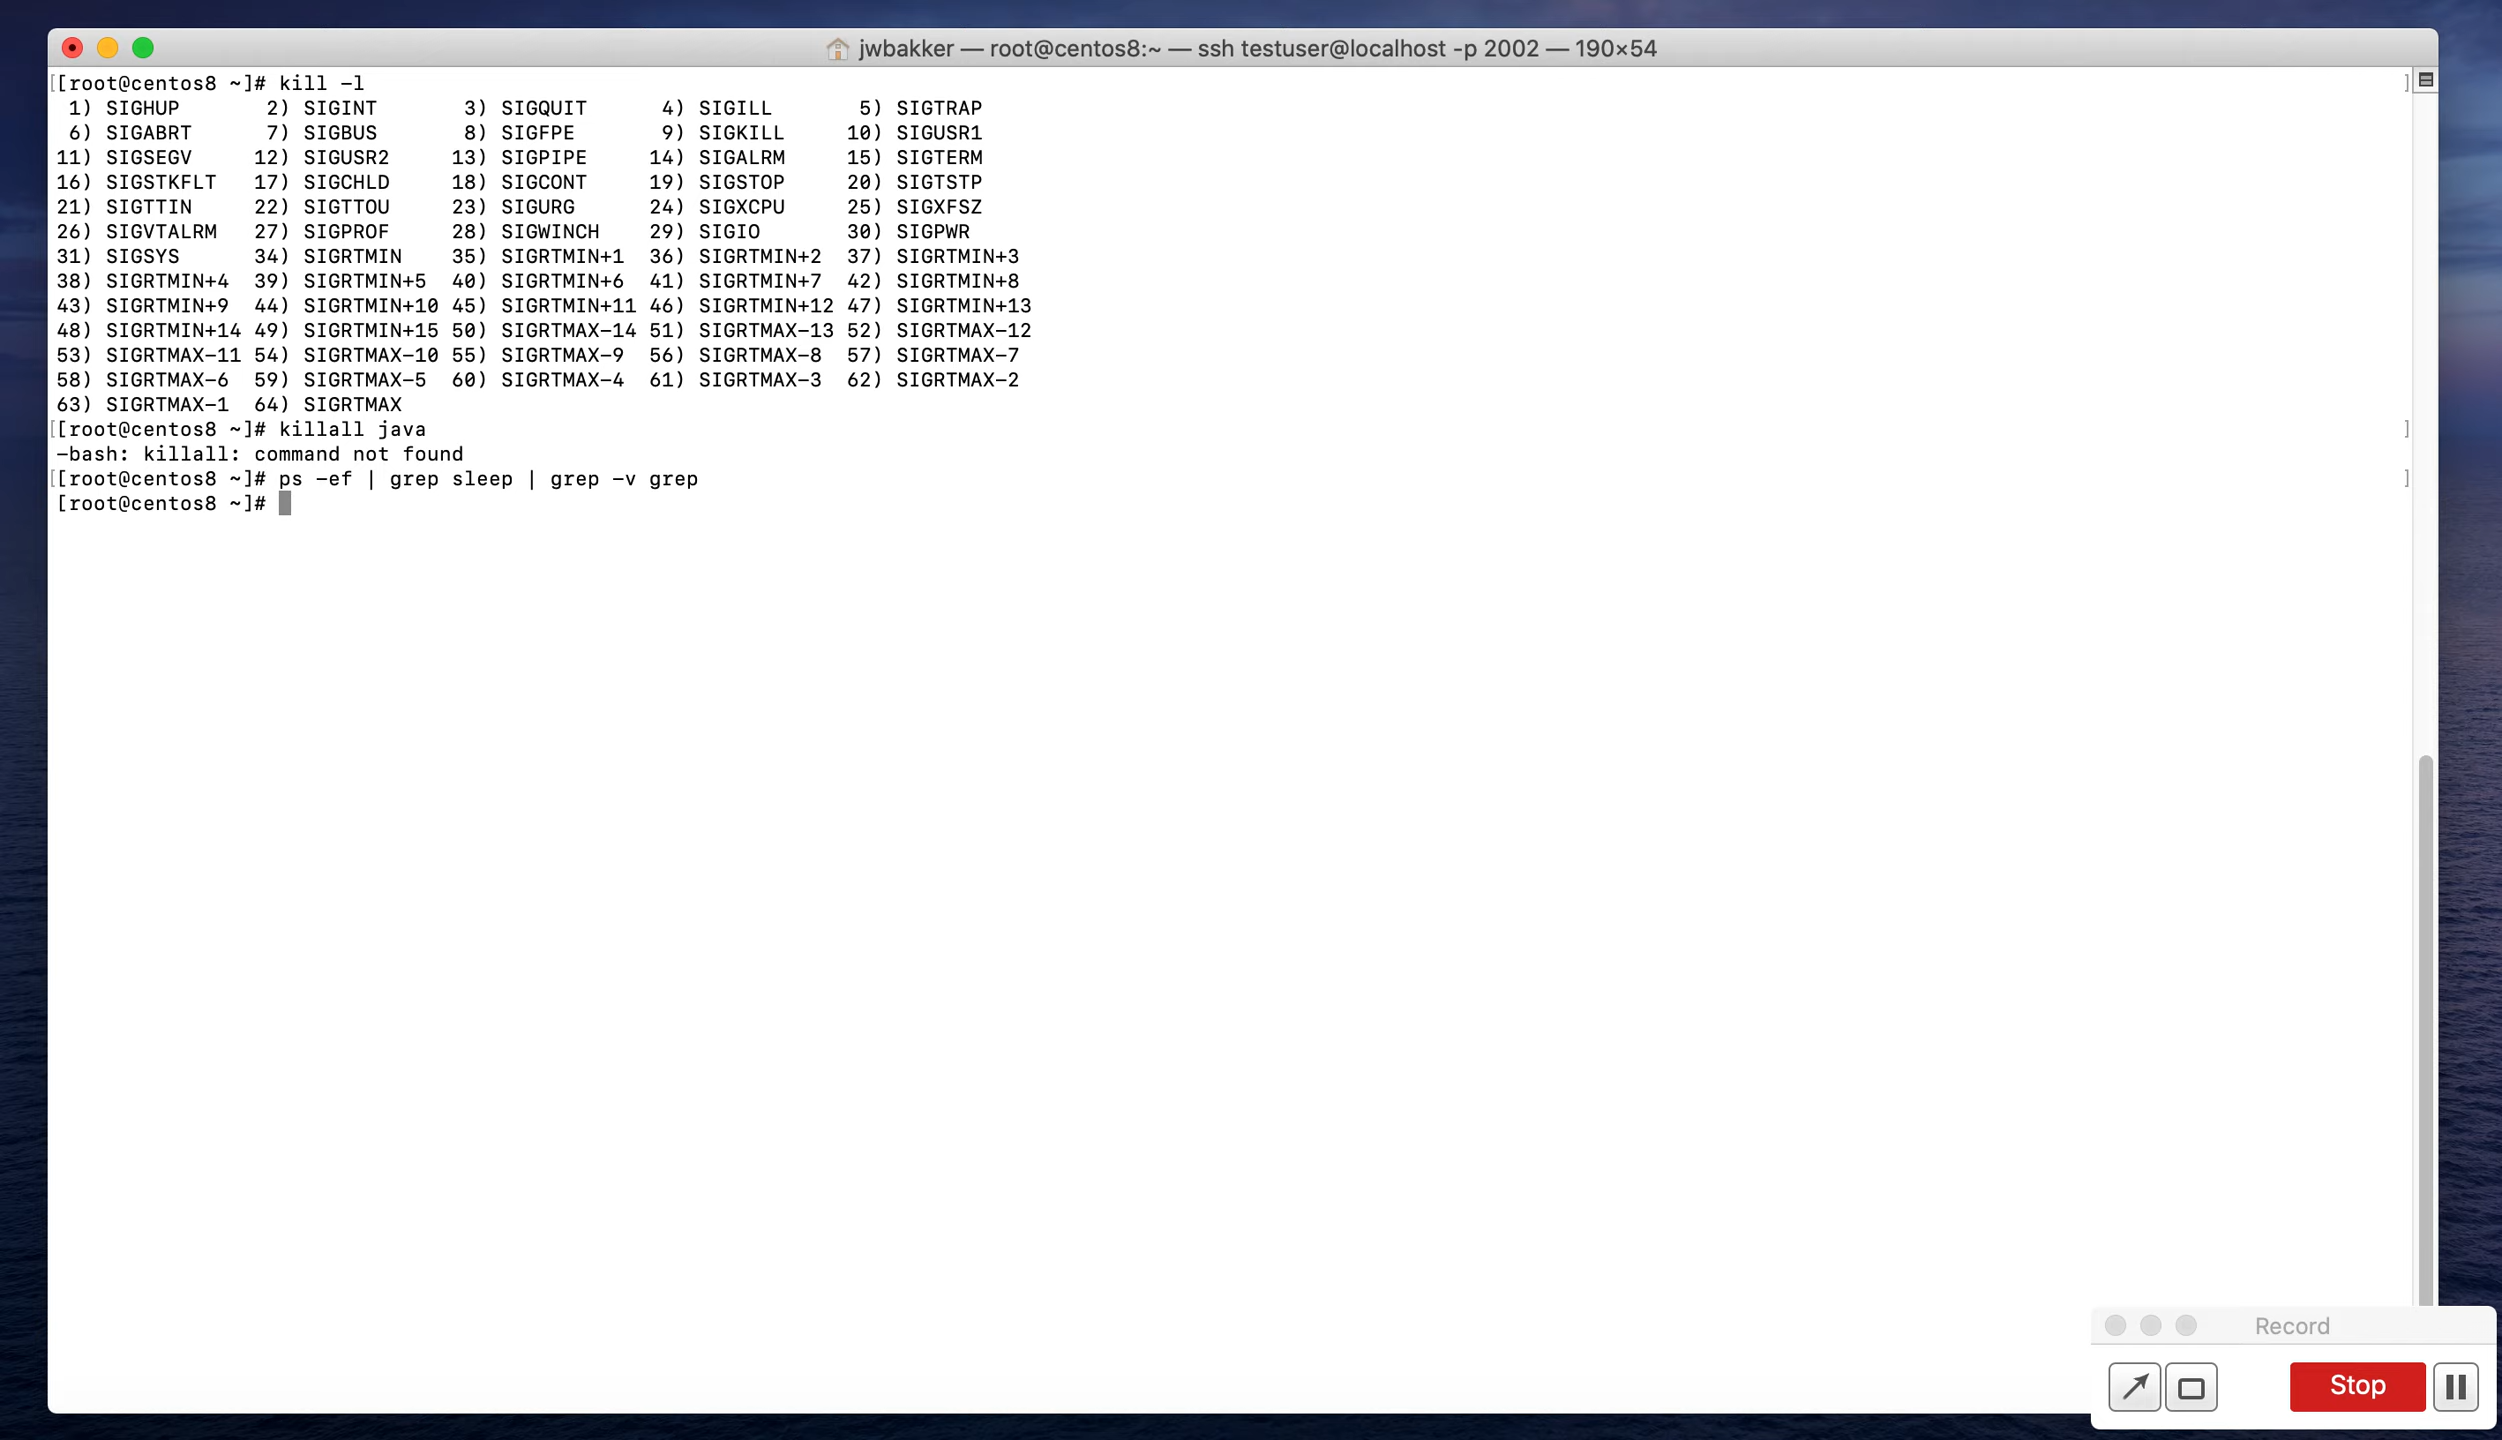 jwbakker — root@centos8:~ — ssh testuser@localhost -p 2002 — 190×54
[root@centos8 ~]# kill -l
 1) SIGHUP       2) SIGINT       3) SIGQUIT      4) SIGILL       5) SIGTRAP
 6) SIGABRT      7) SIGBUS       8) SIGFPE       9) SIGKILL     10) SIGUSR1
11) SIGSEGV     12) SIGUSR2     13) SIGPIPE     14) SIGALRM     15) SIGTERM
16) SIGSTKFLT   17) SIGCHLD     18) SIGCONT     19) SIGSTOP     20) SIGTSTP
21) SIGTTIN     22) SIGTTOU     23) SIGURG      24) SIGXCPU     25) SIGXFSZ
26) SIGVTALRM   27) SIGPROF     28) SIGWINCH    29) SIGIO       30) SIGPWR
31) SIGSYS      34) SIGRTMIN    35) SIGRTMIN+1  36) SIGRTMIN+2  37) SIGRTMIN+3
38) SIGRTMIN+4  39) SIGRTMIN+5  40) SIGRTMIN+6  41) SIGRTMIN+7  42) SIGRTMIN+8
43) SIGRTMIN+9  44) SIGRTMIN+10 45) SIGRTMIN+11 46) SIGRTMIN+12 47) SIGRTMIN+13
48) SIGRTMIN+14 49) SIGRTMIN+15 50) SIGRTMAX-14 51) SIGRTMAX-13 52) SIGRTMAX-12
53) SIGRTMAX-11 54) SIGRTMAX-10 55) SIGRTMAX-9  56) SIGRTMAX-8  57) SIGRTMAX-7
58) SIGRTMAX-6  59) SIGRTMAX-5  60) SIGRTMAX-4  61) SIGRTMAX-3  62) SIGRTMAX-2
63) SIGRTMAX-1  64) SIGRTMAX
[root@centos8 ~]# killall java
-bash: killall: command not found
[root@centos8 ~]# ps -ef | grep sleep | grep -v grep
[root@centos8 ~]#
Record
Stop